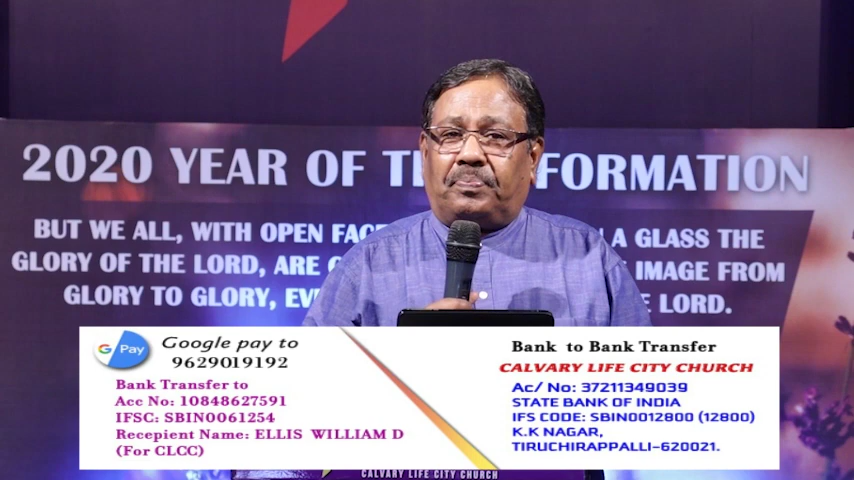 2020 YEAR OF FORMATION
BUT WE ALL, WITH OPEN A GLASS THE
GLORY OF THE LORD, ARE IMAGE FROM
GLORY TO GLORY, LORD.
G Pay
Google pay to
9629019192
Bank Transfer to
Acc No: 10848627591
IFSC: SBIN0061254
Recepient Name: ELLIS WILLIAM D
(For CLCC)
Bank to Bank Transfer
CALVARY LIFE CITY CHURCH
Ac/ No: 37211349039
STATE BANK OF INDIA
IFS CODE: SBIN0012800 (12800)
K.K NAGAR,
TIRUCHIRAPPALLI-620021.
CALVARY LIFE CITY CHURCH